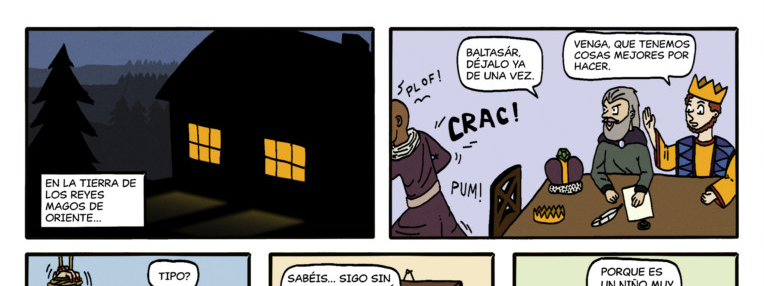 EN LA TIERRA DE
LOS REYES
MAGOS DE
ORIENTE...
BALTASÁR,
DÉJALO YA
DE UNA VEZ.
VENGA, QUE TENEMOS
COSAS MEJORES POR
HACER.
PLOF!
CRAC!
PUM!
TIPO?
SABÉIS... SIGO SIN
PORQUE ES
UN NIÑO MUY